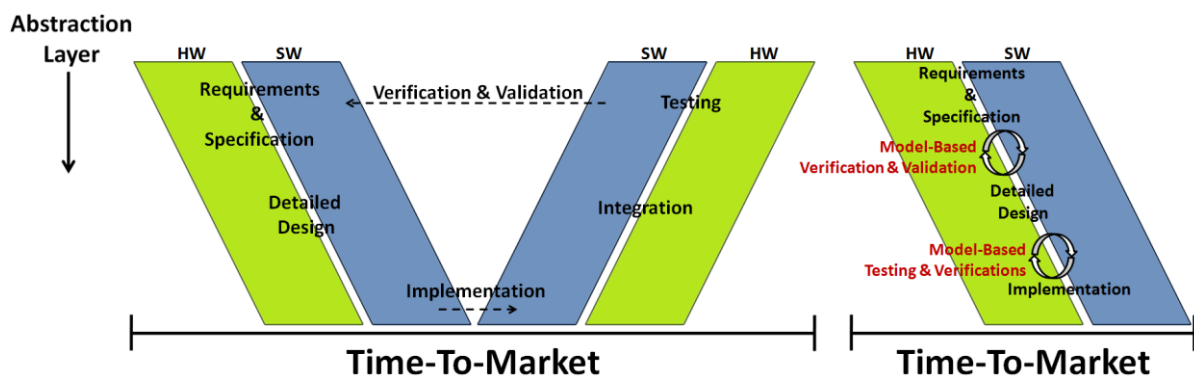 Abstraction
Layer
HW
SW
Requirements
&
Specification
Detailed
Design
Implementation
Verification & Validation
SW
HW
Testing
Integration
Time-To-Market
HW
SW
Requirements
&
Specification
Model-Based
Verification & Validation
Detailed
Design
Model-Based
Testing & Verifications
Implementation
Time-To-Market